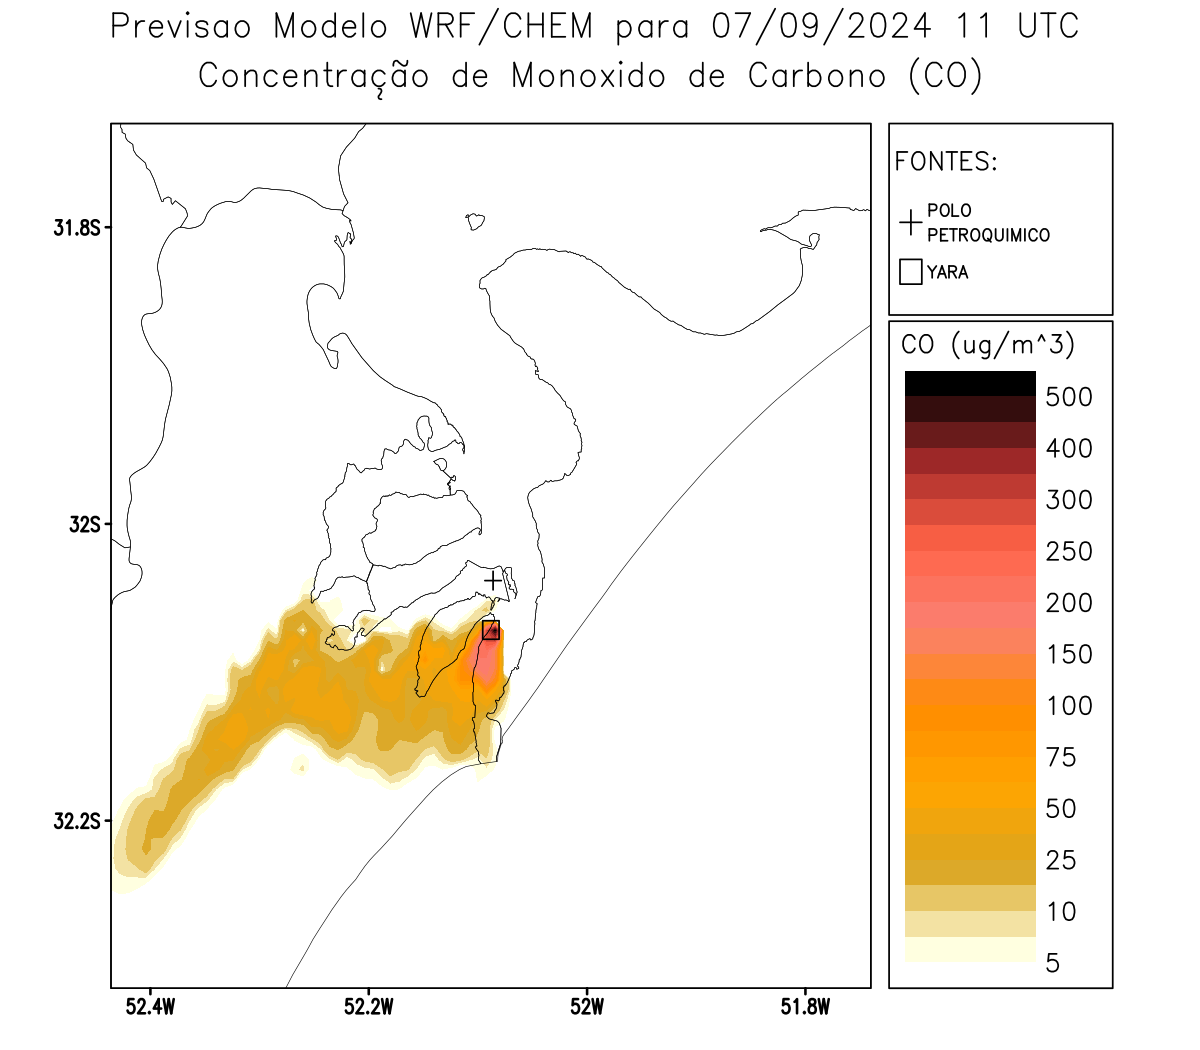 Previsao Modelo WRF/CHEM para 07/09/2024 11 UTC
Concentração de Monoxido de Carbono (CO)
FONTES:
POLO
PETROQUIMICO
YARA
CO (ug/m^3)
500
400
300
250
200
150
100
75
50
25
10
5
31.8S
32S
32.2S
52.4W
52.2W
52W
51.8W